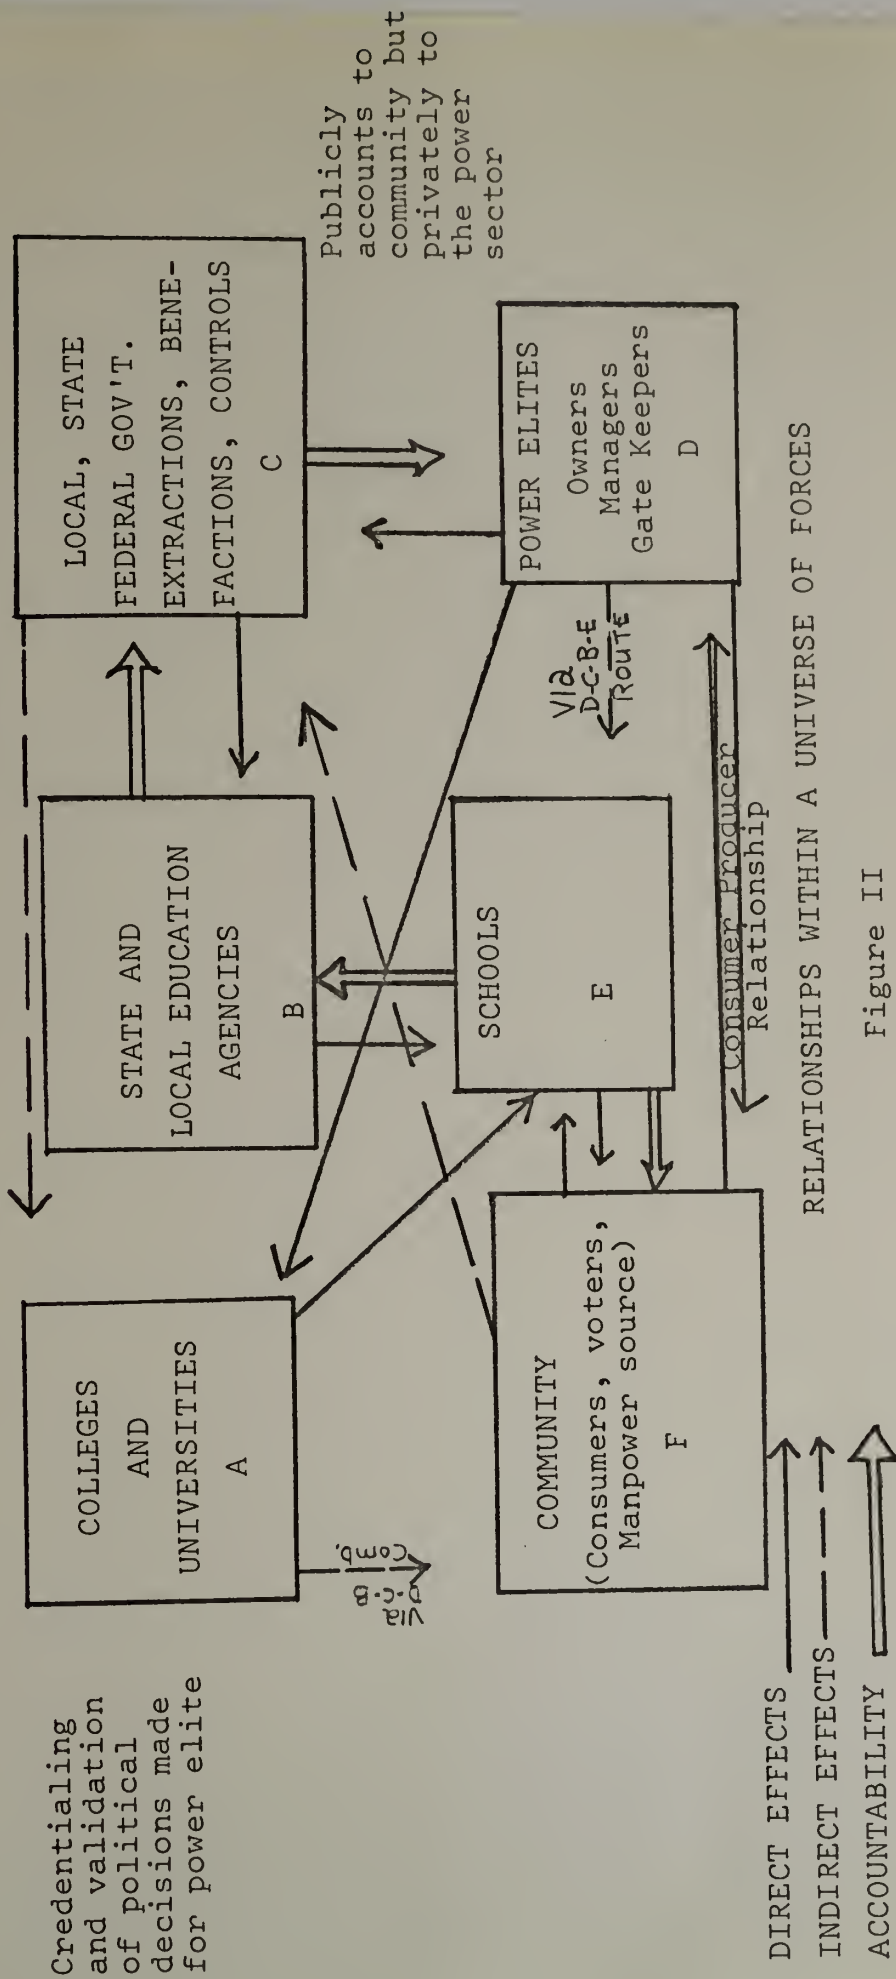 Credentialing
and validation
of political
decisions made
for power elite
COLLEGES
AND
UNIVERSITIES
A
STATE AND
LOCAL EDUCATION
AGENCIES
B
LOCAL, STATE
FEDERAL GOV'T.
EXTRACTIONS, BENE-
FACTIONS, CONTROLS
C
Publicly
accounts to
community but
privately to
the power
sector
Via
D-C-B
Comb.
COMMUNITY
(Consumers, voters,
Manpower source)
F
SCHOOLS
E
Via
D-C-B-E
ROUTE
POWER ELITES
Owners
Managers
Gate Keepers
D
Consumer Producer
Relationship
DIRECT EFFECTS
INDIRECT EFFECTS
ACCOUNTABILITY
RELATIONSHIPS WITHIN A UNIVERSE OF FORCES
Figure II